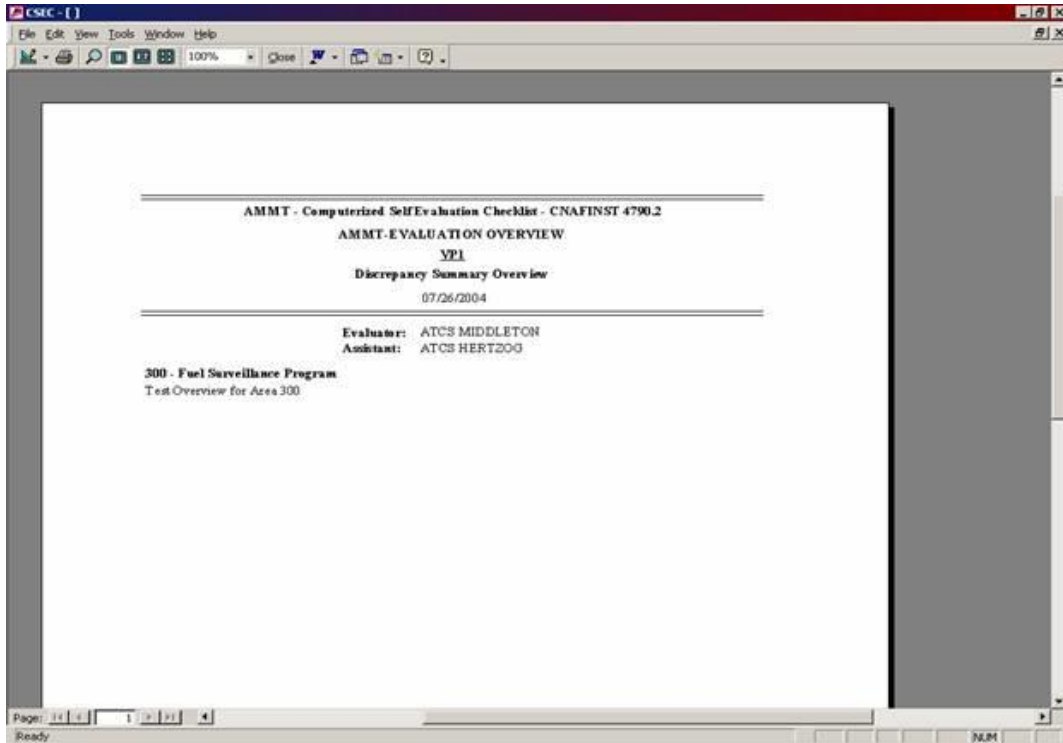 CSEC - [ ]
File Edit View Tools Window Help
100% Close
AMMT - Computerized Self Evaluation Checklist - CNAFINST 4790.2
AMMT-EVALUATION OVERVIEW
VP1
Discrepancy Summary Overview
07/26/2004
Evaluator: ATCS MIDDLETON
Assistant: ATCS HERTZOG
300 - Fuel Surveillance Program
Test Overview for Area 300
Page: 1
Ready NUM